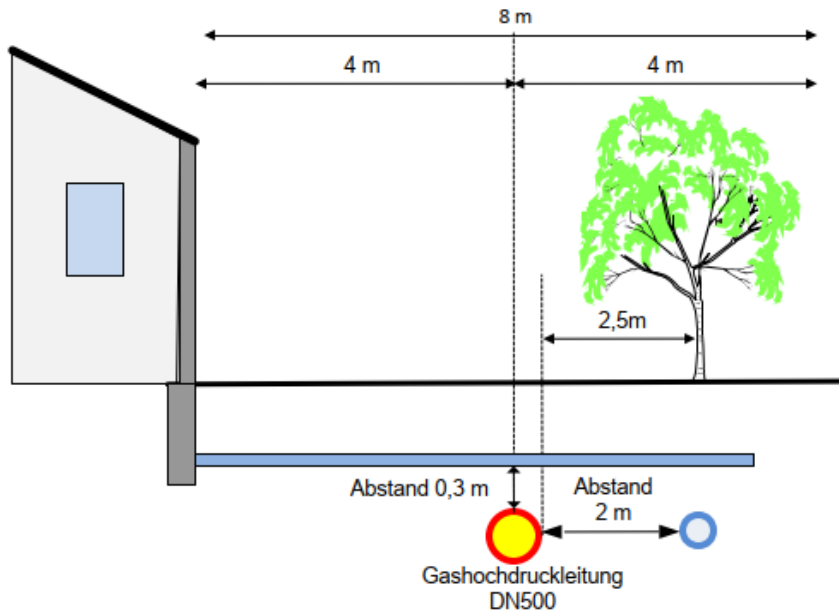 8 m
4 m
4 m
2,5m
Abstand 0,3 m
Abstand
2 m
Gashochdruckleitung
DN500